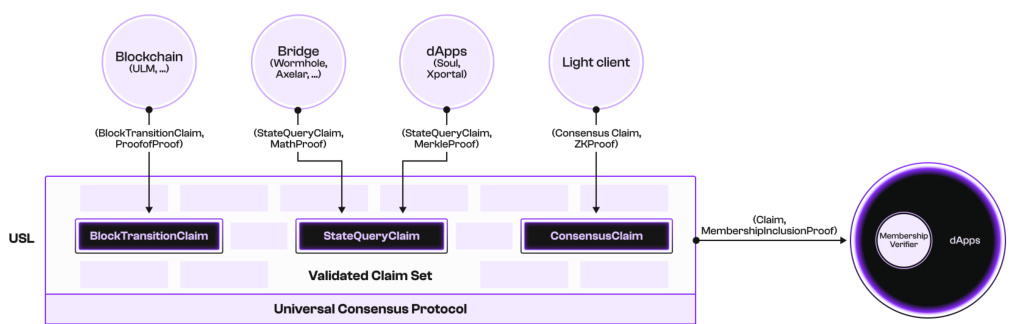 Blockchain
(ULM, ...)
Bridge
(Wormhole,
Axelar, ...)
dApps
(Soul,
Xportal)
Light client
(BlockTransitionClaim,
ProofofProof)
(StateQueryClaim,
MathProof)
(StateQueryClaim,
MerkleProof)
(Consensus Claim,
ZKProof)
USL
BlockTransitionClaim
StateQueryClaim
ConsensusClaim
Validated Claim Set
Universal Consensus Protocol
(Claim,
MembershipInclusionProof)
Membership
Verifier
dApps